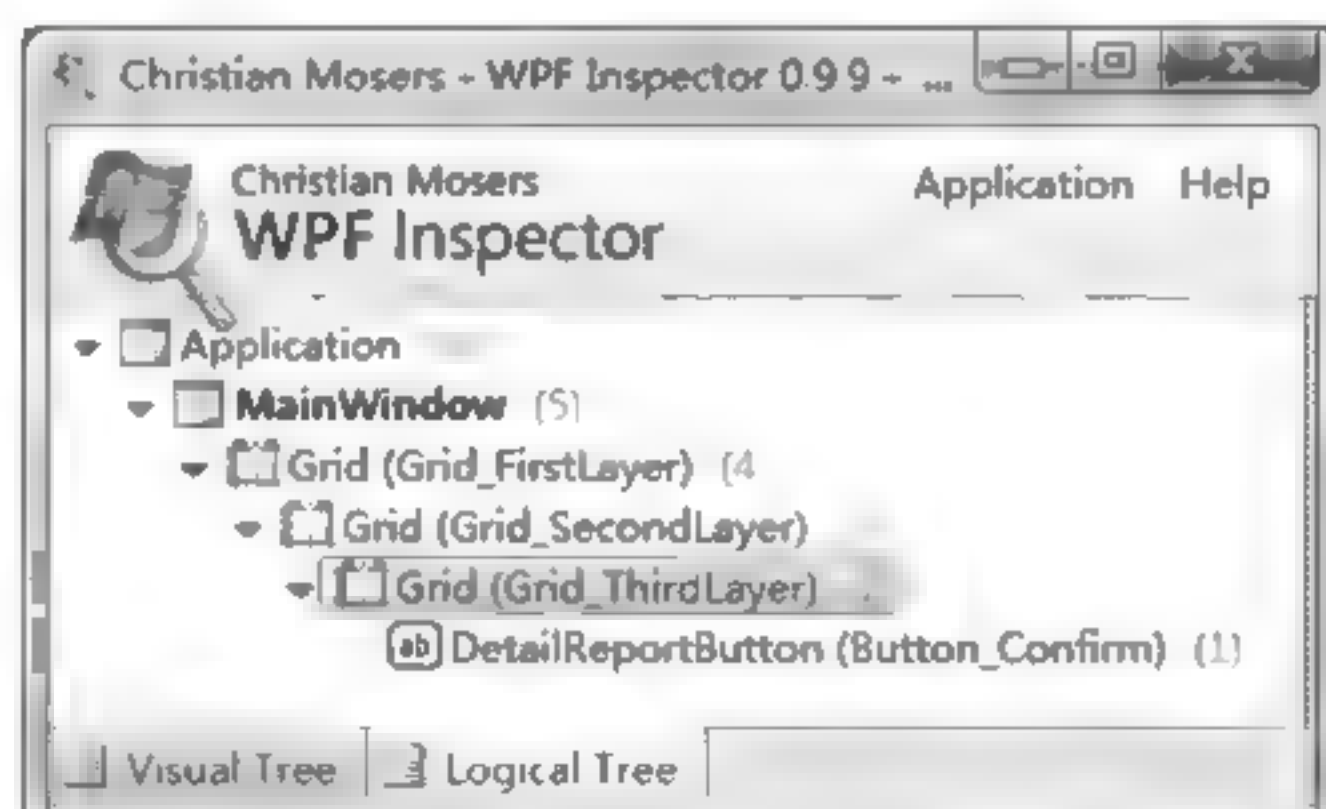 Christian Mosers - WPF Inspector 0.9 9 - ...
Christian Mosers
WPF Inspector
Application Help
Application
MainWindow (5)
Grid (Grid_FirstLayer) (4
Grid (Grid_SecondLayer)
Grid (Grid_ThirdLayer)
ab DetailReportButton (Button_Confirm) (1)
Visual Tree Logical Tree